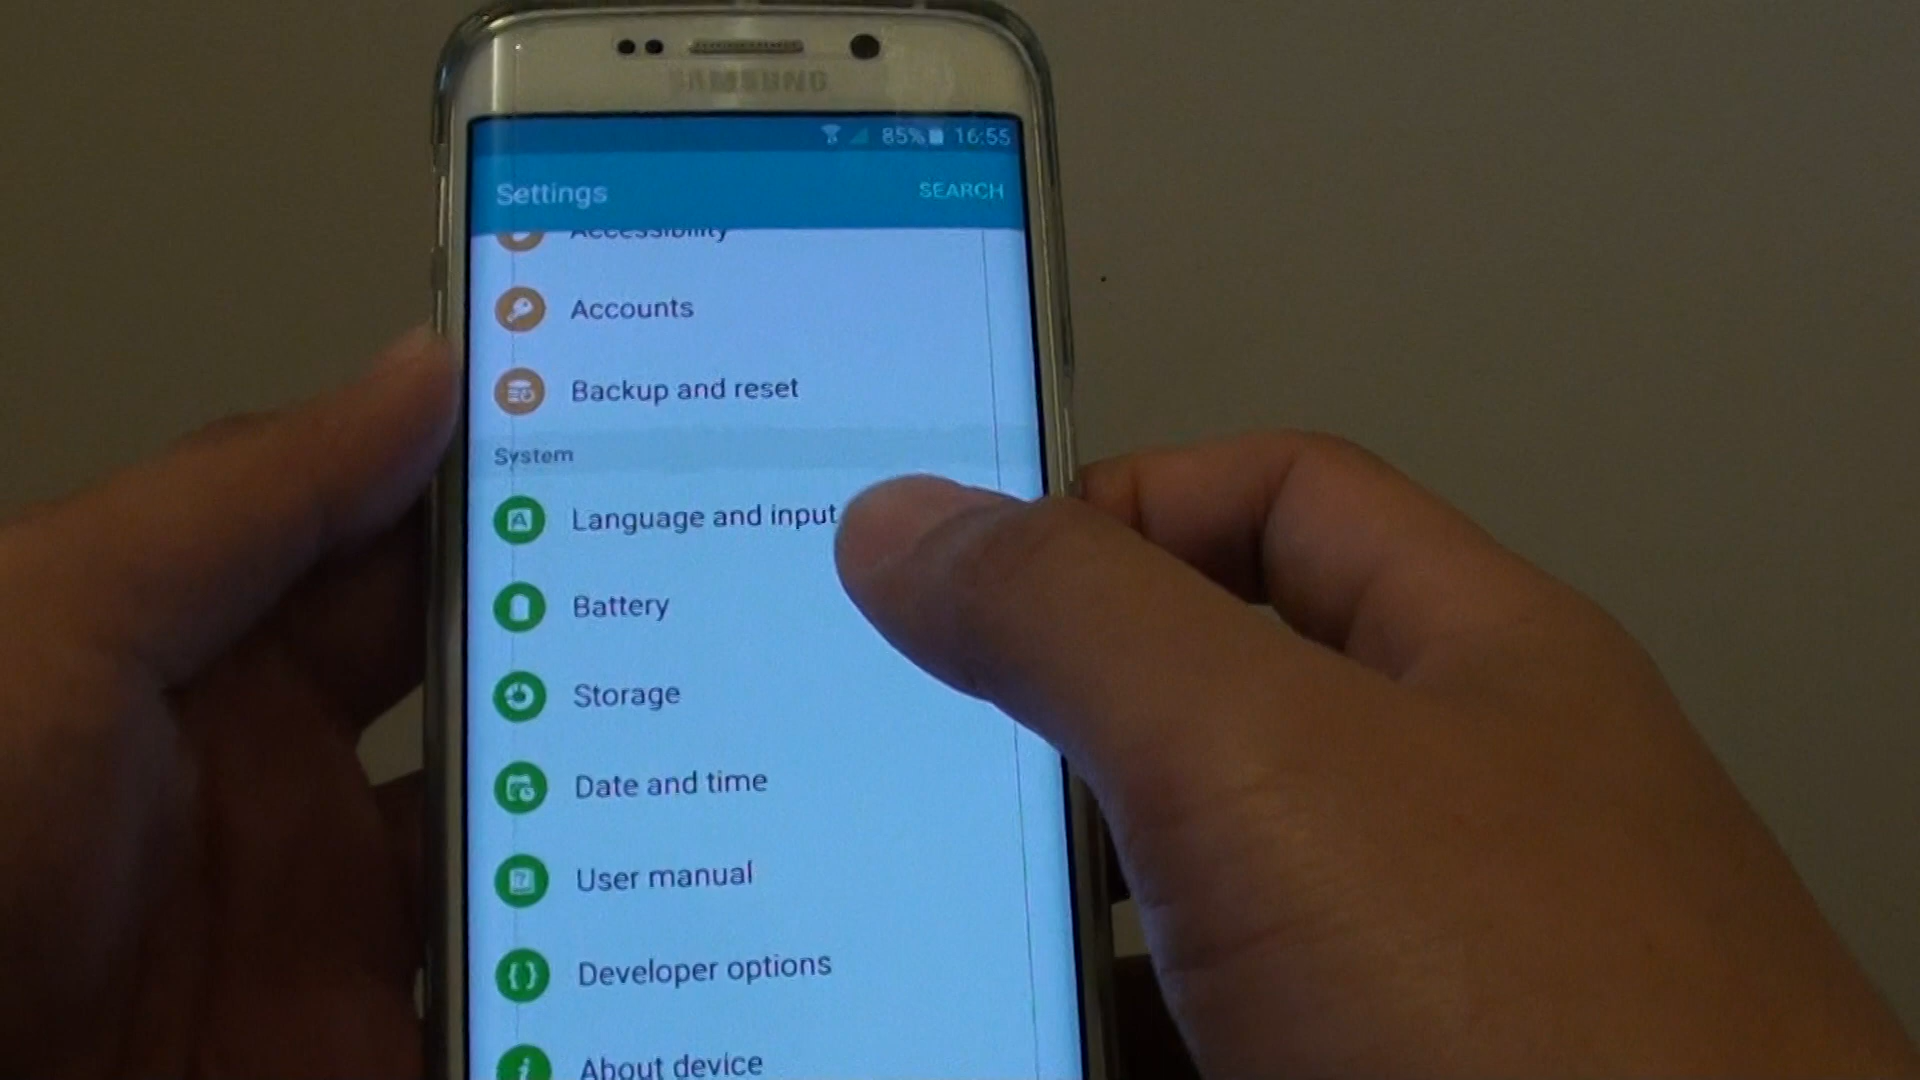 SAMSUNG
85% 16:55
Settings
SEARCH
Accessibility
Accounts
Backup and reset
System
Language and input
Battery
Storage
Date and time
User manual
Developer options
About device